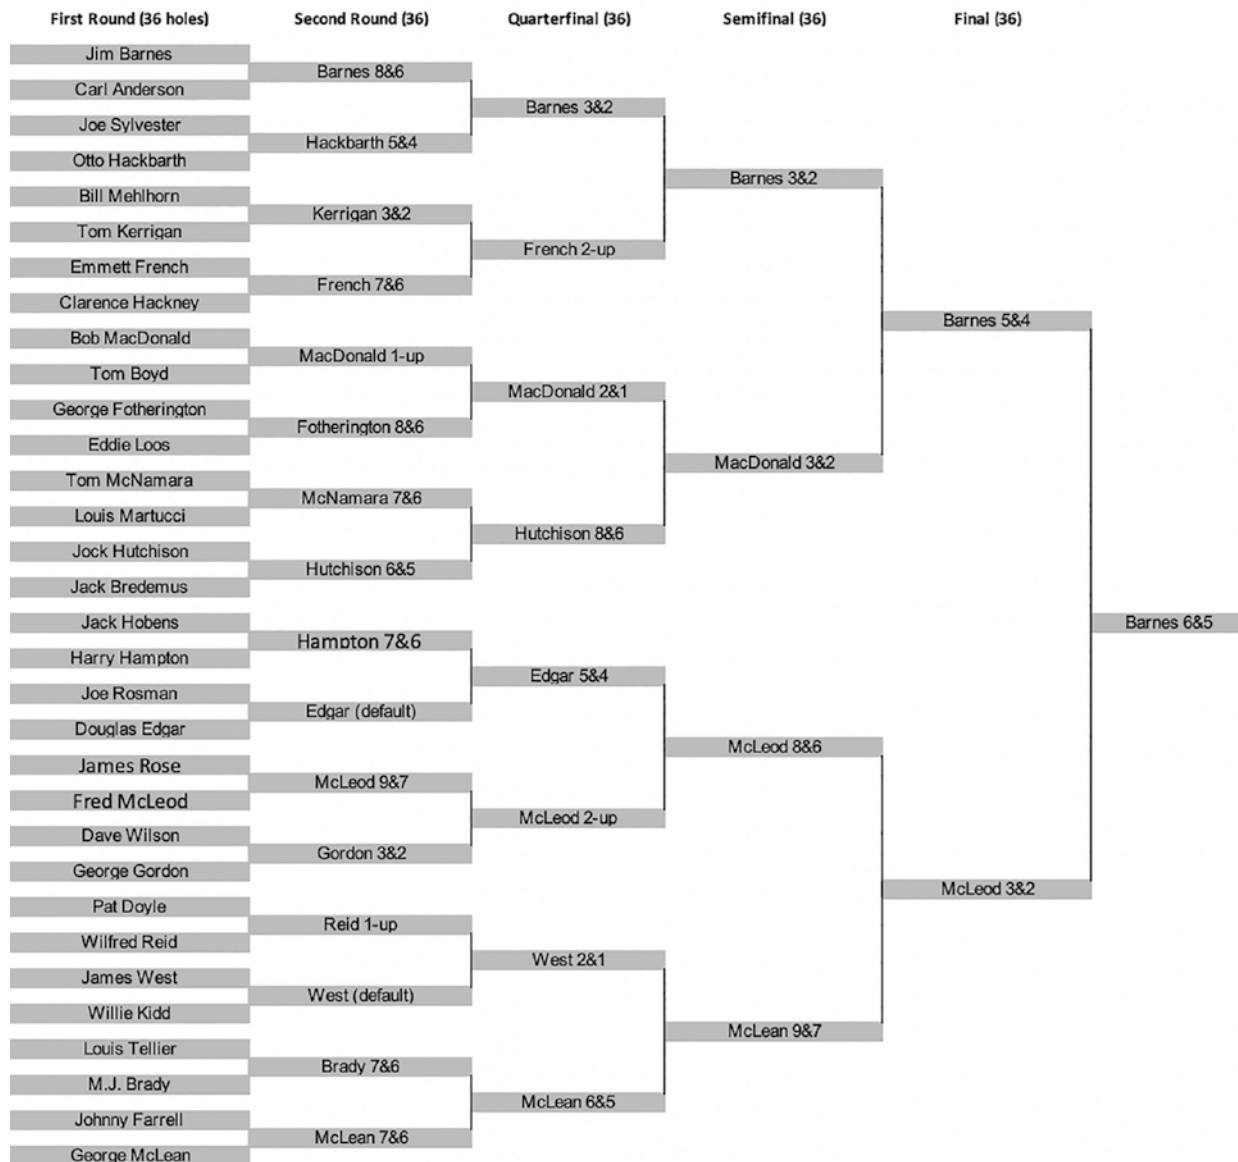 First Round (36 holes) Second Round (36) Quarterfinal (36) Semifinal (36) Final (36)
Jim Barnes
Barnes 8&6
Carl Anderson
Barnes 3&2
Joe Sylvester
Hackbarth 5&4
Otto Hackbarth
Barnes 3&2
Bill Mehlhorn
Kerrigan 3&2
Tom Kerrigan
French 2-up
Emmett French
French 7&6
Clarence Hackney
Barnes 5&4
Bob MacDonald
MacDonald 1-up
Tom Boyd
MacDonald 2&1
George Fotherington
Fotherington 8&6
Eddie Loos
MacDonald 3&2
Tom McNamara
McNamara 7&6
Louis Martucci
Hutchison 8&6
Jock Hutchison
Hutchison 6&5
Jack Bredemus
Jack Hobens
Barnes 6&5
Hampton 7&6
Harry Hampton
Edgar 5&4
Joe Rosman
Edgar (default)
Douglas Edgar
McLeod 8&6
James Rose
McLeod 9&7
Fred McLeod
McLeod 2-up
Dave Wilson
Gordon 3&2
George Gordon
McLeod 3&2
Pat Doyle
Reid 1-up
Wilfred Reid
West 2&1
James West
West (default)
Willie Kidd
McLean 9&7
Louis Tellier
Brady 7&6
M.J. Brady
McLean 6&5
Johnny Farrell
McLean 7&6
George McLean